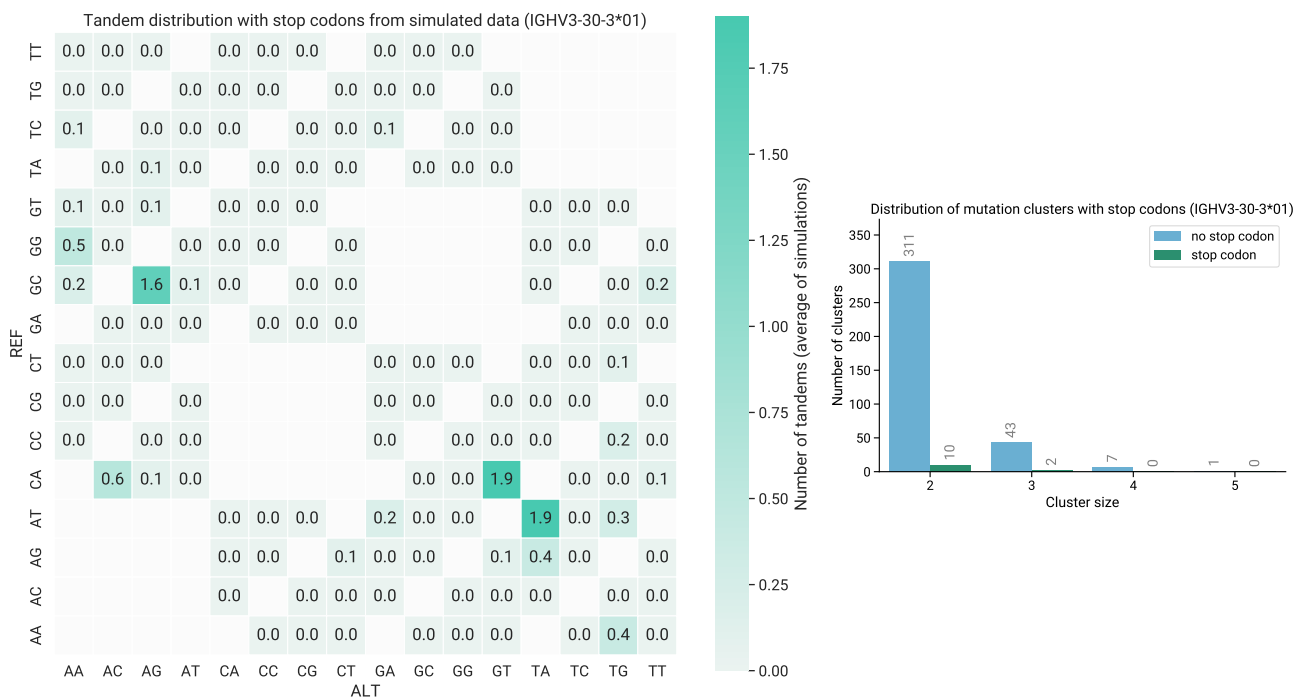 Tandem distribution with stop codons from simulated data (IGHV3-30-3*01)
TT 0.0 0.0 0.0 0.0 0.0 0.0 0.0 0.0 0.0
TG 0.0 0.0 0.0 0.0 0.0 0.0 0.0 0.0 0.0
TC 0.1 0.0 0.0 0.0 0.0 0.0 0.1 0.0 0.0
TA 0.0 0.1 0.0 0.0 0.0 0.0 0.0 0.0 0.0
GT 0.1 0.0 0.1 0.0 0.0 0.0 0.0 0.0 0.0
GG 0.5 0.0 0.0 0.0 0.0 0.0 0.0 0.0 0.0
GC 0.2 1.6 0.1 0.0 0.0 0.0 0.0 0.0 0.2
GA 0.0 0.0 0.0 0.0 0.0 0.0 0.0 0.0 0.0
CT 0.0 0.0 0.0 0.0 0.0 0.0 0.0 0.0 0.1
CG 0.0 0.0 0.0 0.0 0.0 0.0 0.0 0.0 0.0
CC 0.0 0.0 0.0 0.0 0.0 0.0 0.0 0.2 0.0
CA 0.6 0.1 0.0 0.0 0.0 1.9 0.0 0.0 0.1
AT 0.0 0.0 0.0 0.2 0.0 0.0 1.9 0.0 0.3
AG 0.0 0.0 0.1 0.0 0.0 0.1 0.4 0.0 0.0
AC 0.0 0.0 0.0 0.0 0.0 0.0 0.0 0.0 0.0
AA 0.0 0.0 0.0 0.0 0.0 0.0 0.0 0.4 0.0
REF
AA AC AG AT CA CC CG CT GA GC GG GT TA TC TG TT
ALT
1.75
1.50
1.25
1.00
0.75
0.50
0.25
0.00
Number of tandems (average of simulations)
Distribution of mutation clusters with stop codons (IGHV3-30-3*01)
no stop codon
stop codon
350
300
250
200
150
100
50
0
Number of clusters
311 10 43 2 7 0 1 0
2 3 4 5
Cluster size